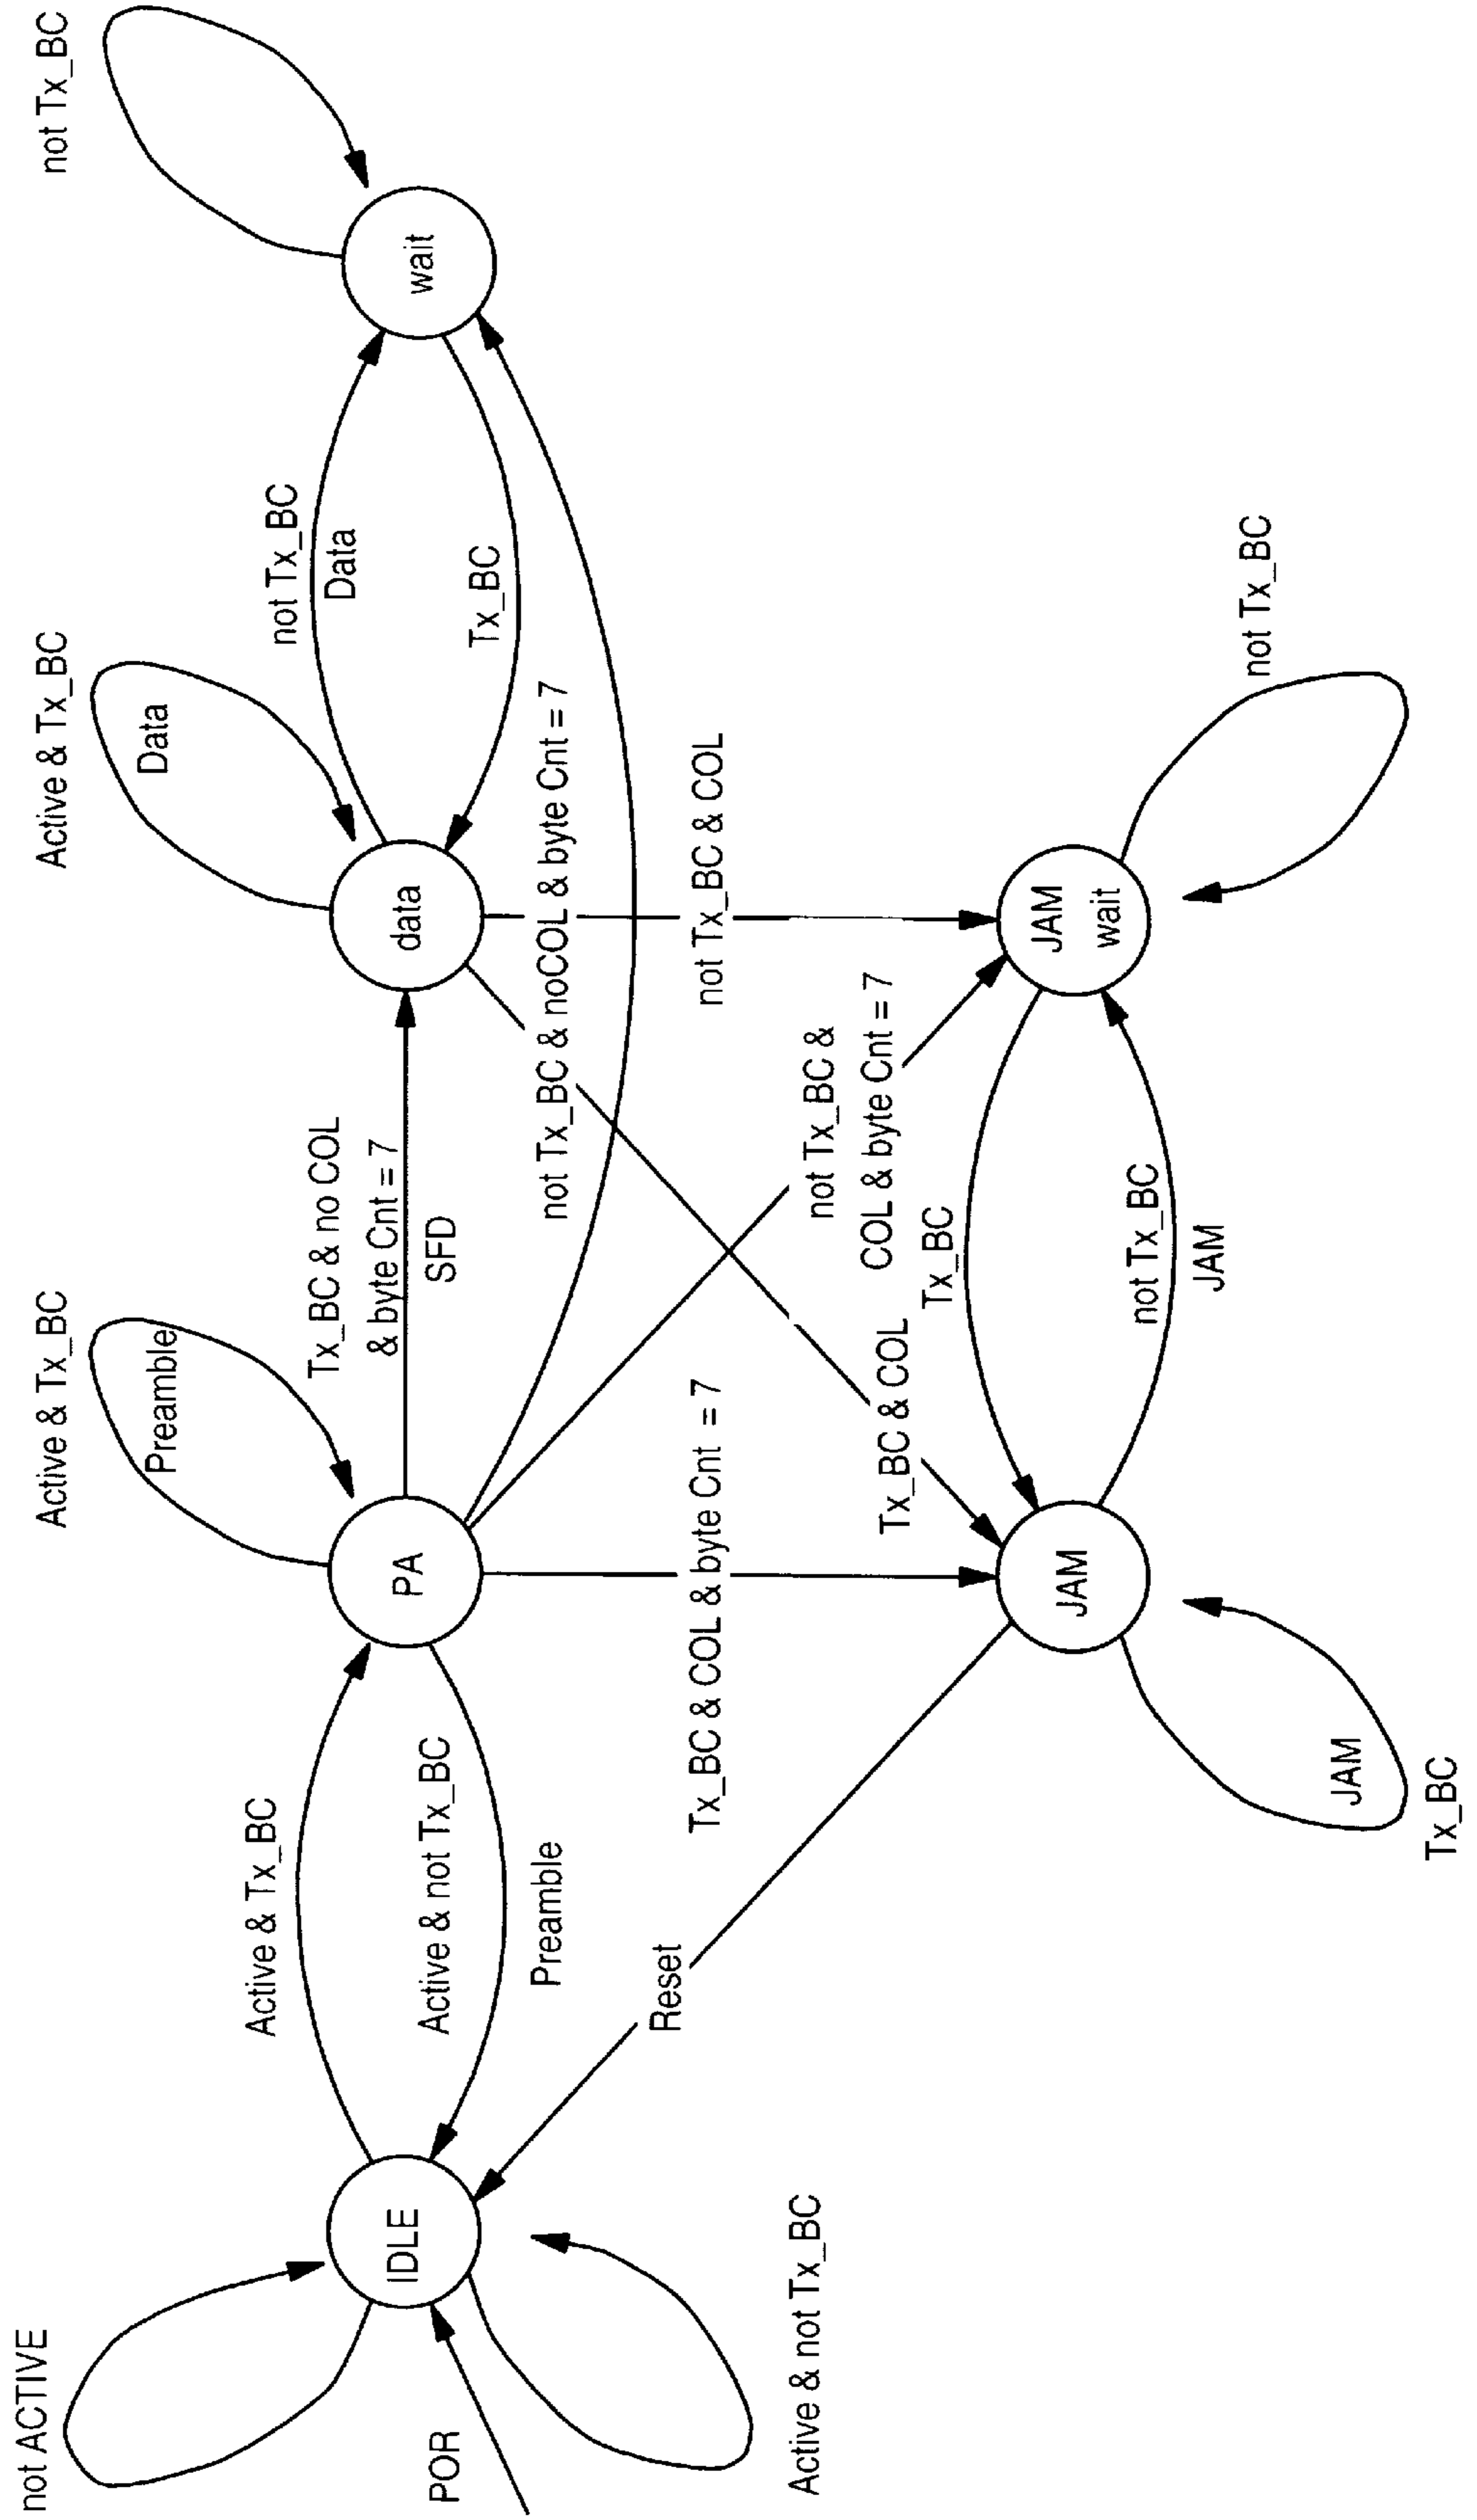 not ACTIVE
Active & Tx_BC
Preamble
Active & Tx_BC
Data
not Tx_BC
POR
IDLE
Active & Tx_BC
Active & not Tx_BC
Preamble
PA
Tx_BC & no COL
& byte Cnt = 7
SFD
data
not Tx_BC
Data
Tx_BC
wait
not Tx_BC & noCOL & byte Cnt = 7
Active & not Tx_BC
Reset
Tx_BC & COL & byte Cnt = 7
not Tx_BC & COL
not Tx_BC &
COL & byte Cnt = 7
Tx_BC & COL
Tx_BC
JAM
not Tx_BC
JAM
JAM
wait
not Tx_BC
JAM
Tx_BC